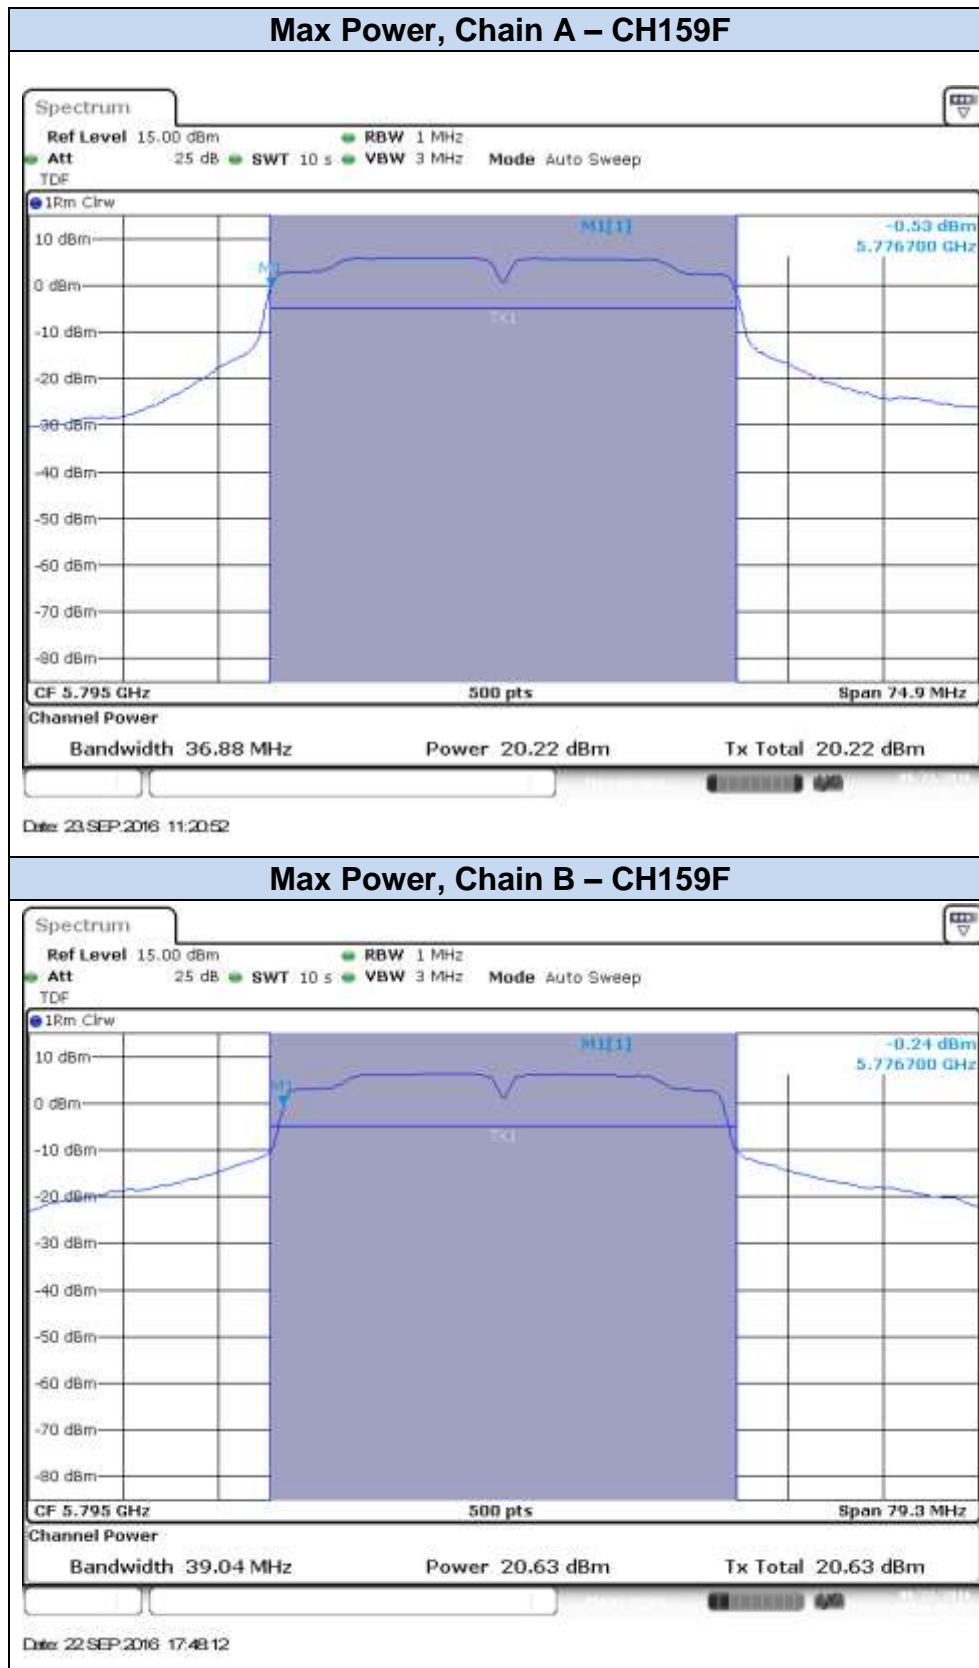 Max Power, Chain A – CH159F
Spectrum
Ref Level 15.00 dBm RBW 1 MHz
Att 25 dB SWT 10 s VBW 3 MHz Mode Auto Sweep
TDF
1Rm Clrw
M1[1] -0.53 dBm
5.776700 GHz
10 dBm
M1
0 dBm
TX1
-10 dBm
-20 dBm
-30 dBm
-40 dBm
-50 dBm
-60 dBm
-70 dBm
-80 dBm
CF 5.795 GHz 500 pts Span 74.9 MHz
Channel Power
Bandwidth 36.88 MHz Power 20.22 dBm Tx Total 20.22 dBm
Date: 23.SEP.2016 11:20:52
Max Power, Chain B – CH159F
Spectrum
Ref Level 15.00 dBm RBW 1 MHz
Att 25 dB SWT 10 s VBW 3 MHz Mode Auto Sweep
TDF
1Rm Clrw
M1[1] -0.24 dBm
5.776700 GHz
10 dBm
M1
0 dBm
TX1
-10 dBm
-20 dBm
-30 dBm
-40 dBm
-50 dBm
-60 dBm
-70 dBm
-80 dBm
CF 5.795 GHz 500 pts Span 79.3 MHz
Channel Power
Bandwidth 39.04 MHz Power 20.63 dBm Tx Total 20.63 dBm
Date: 22.SEP.2016 17:48:12